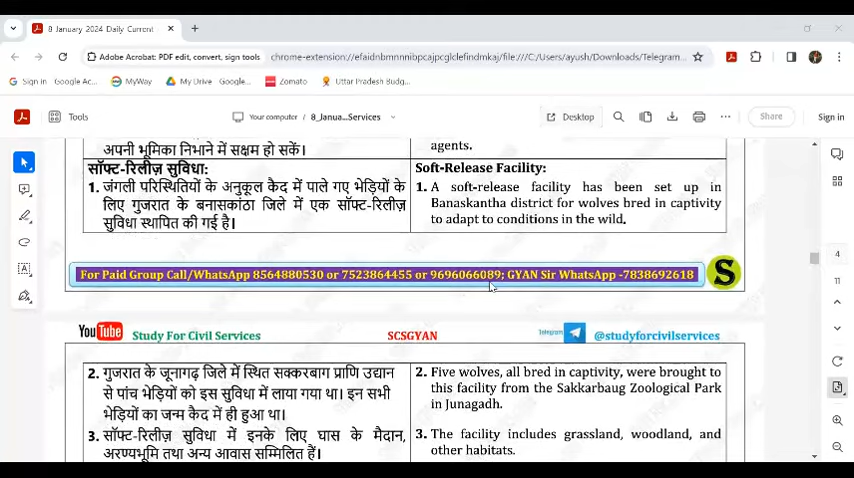 8 January 2024 Daily Current
Adobe Acrobat: PDF edit, convert, sign tools
chrome-extension://efaidnbmnnnibpcajpcglclefindmkaj/file:///C:/Users/ayush/Downloads/Telegram...
Sign in
Google Ac...
MyWay
My Drive
Google...
Zomato
Uttar Pradesh Budg...
Tools
Your computer
8_Janua...Services
Desktop
Share
Sign in
अपनी भूमिका निभाने में सक्षम हो सकें।
agents.
सॉफ्ट-रिलीज़ सुविधा:
1. जंगली परिस्थितियों के अनुकूल कैद में पाले गए भेड़ियों के
लिए गुजरात के बनासकांठा जिले में एक सॉफ्ट-रिलीज़
सुविधा स्थापित की गई है।
Soft-Release Facility:
1. A soft-release facility has been set up in
Banaskantha district for wolves bred in captivity
to adapt to conditions in the wild.
For Paid Group Call/WhatsApp 8564880530 or 7523864455 or 9696066089; GYAN Sir WhatsApp -7838692618
S
YouTube Study For Civil Services
SCSGYAN
Telegram @studyforcivilservices
2. गुजरात के जूनागढ़ जिले में स्थित सक्करबाग प्राणि उद्यान
से पांच भेड़ियों को इस सुविधा में लाया गया था। इन सभी
भेड़ियों का जन्म कैद में ही हुआ था।
3. सॉफ्ट-रिलीज़ सुविधा में इनके लिए घास के मैदान,
अरण्यभूमि तथा अन्य आवास सम्मिलित हैं।
2. Five wolves, all bred in captivity, were brought to
this facility from the Sakkarbaug Zoological Park
in Junagadh.
3. The facility includes grassland, woodland, and
other habitats.
4
11